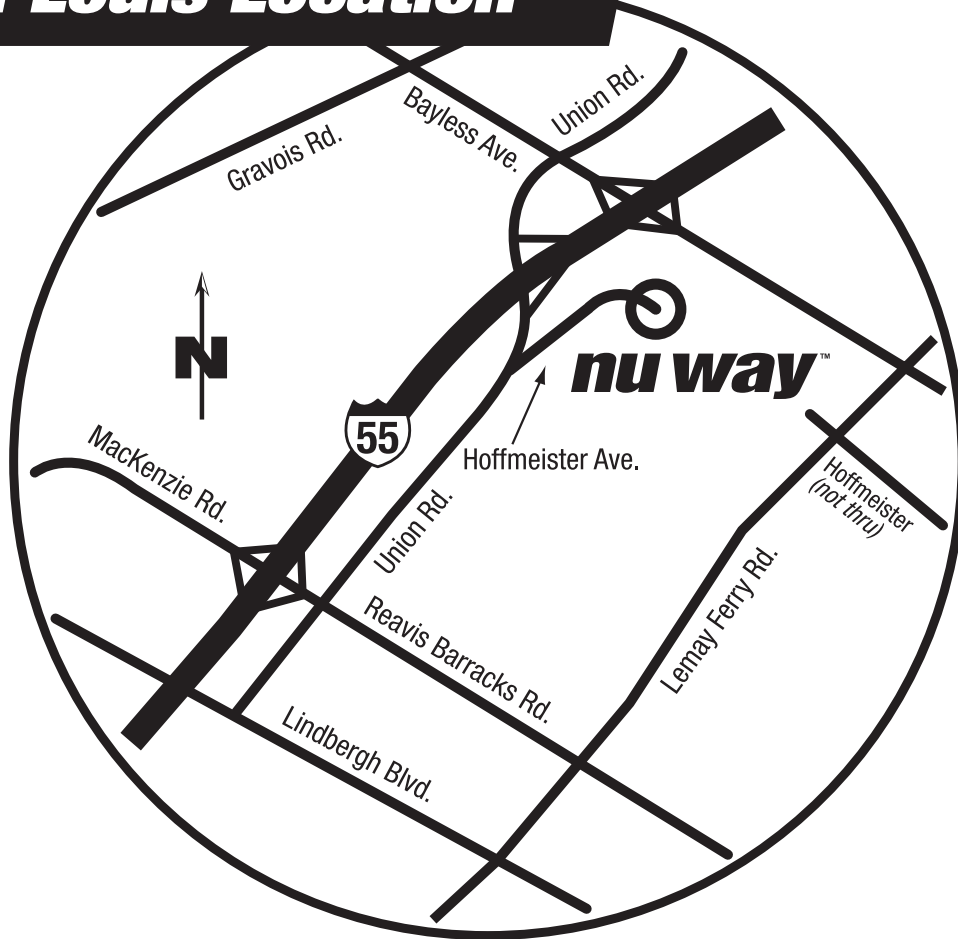 Louis Location
Union Rd.
Bayless Ave.
Gravois Rd.
N
nu way™
55
Hoffmeister Ave.
MacKenzie Rd.
Hoffmeister
(not thru)
Union Rd.
Lemay Ferry Rd.
Reavis Barracks Rd.
Lindbergh Blvd.